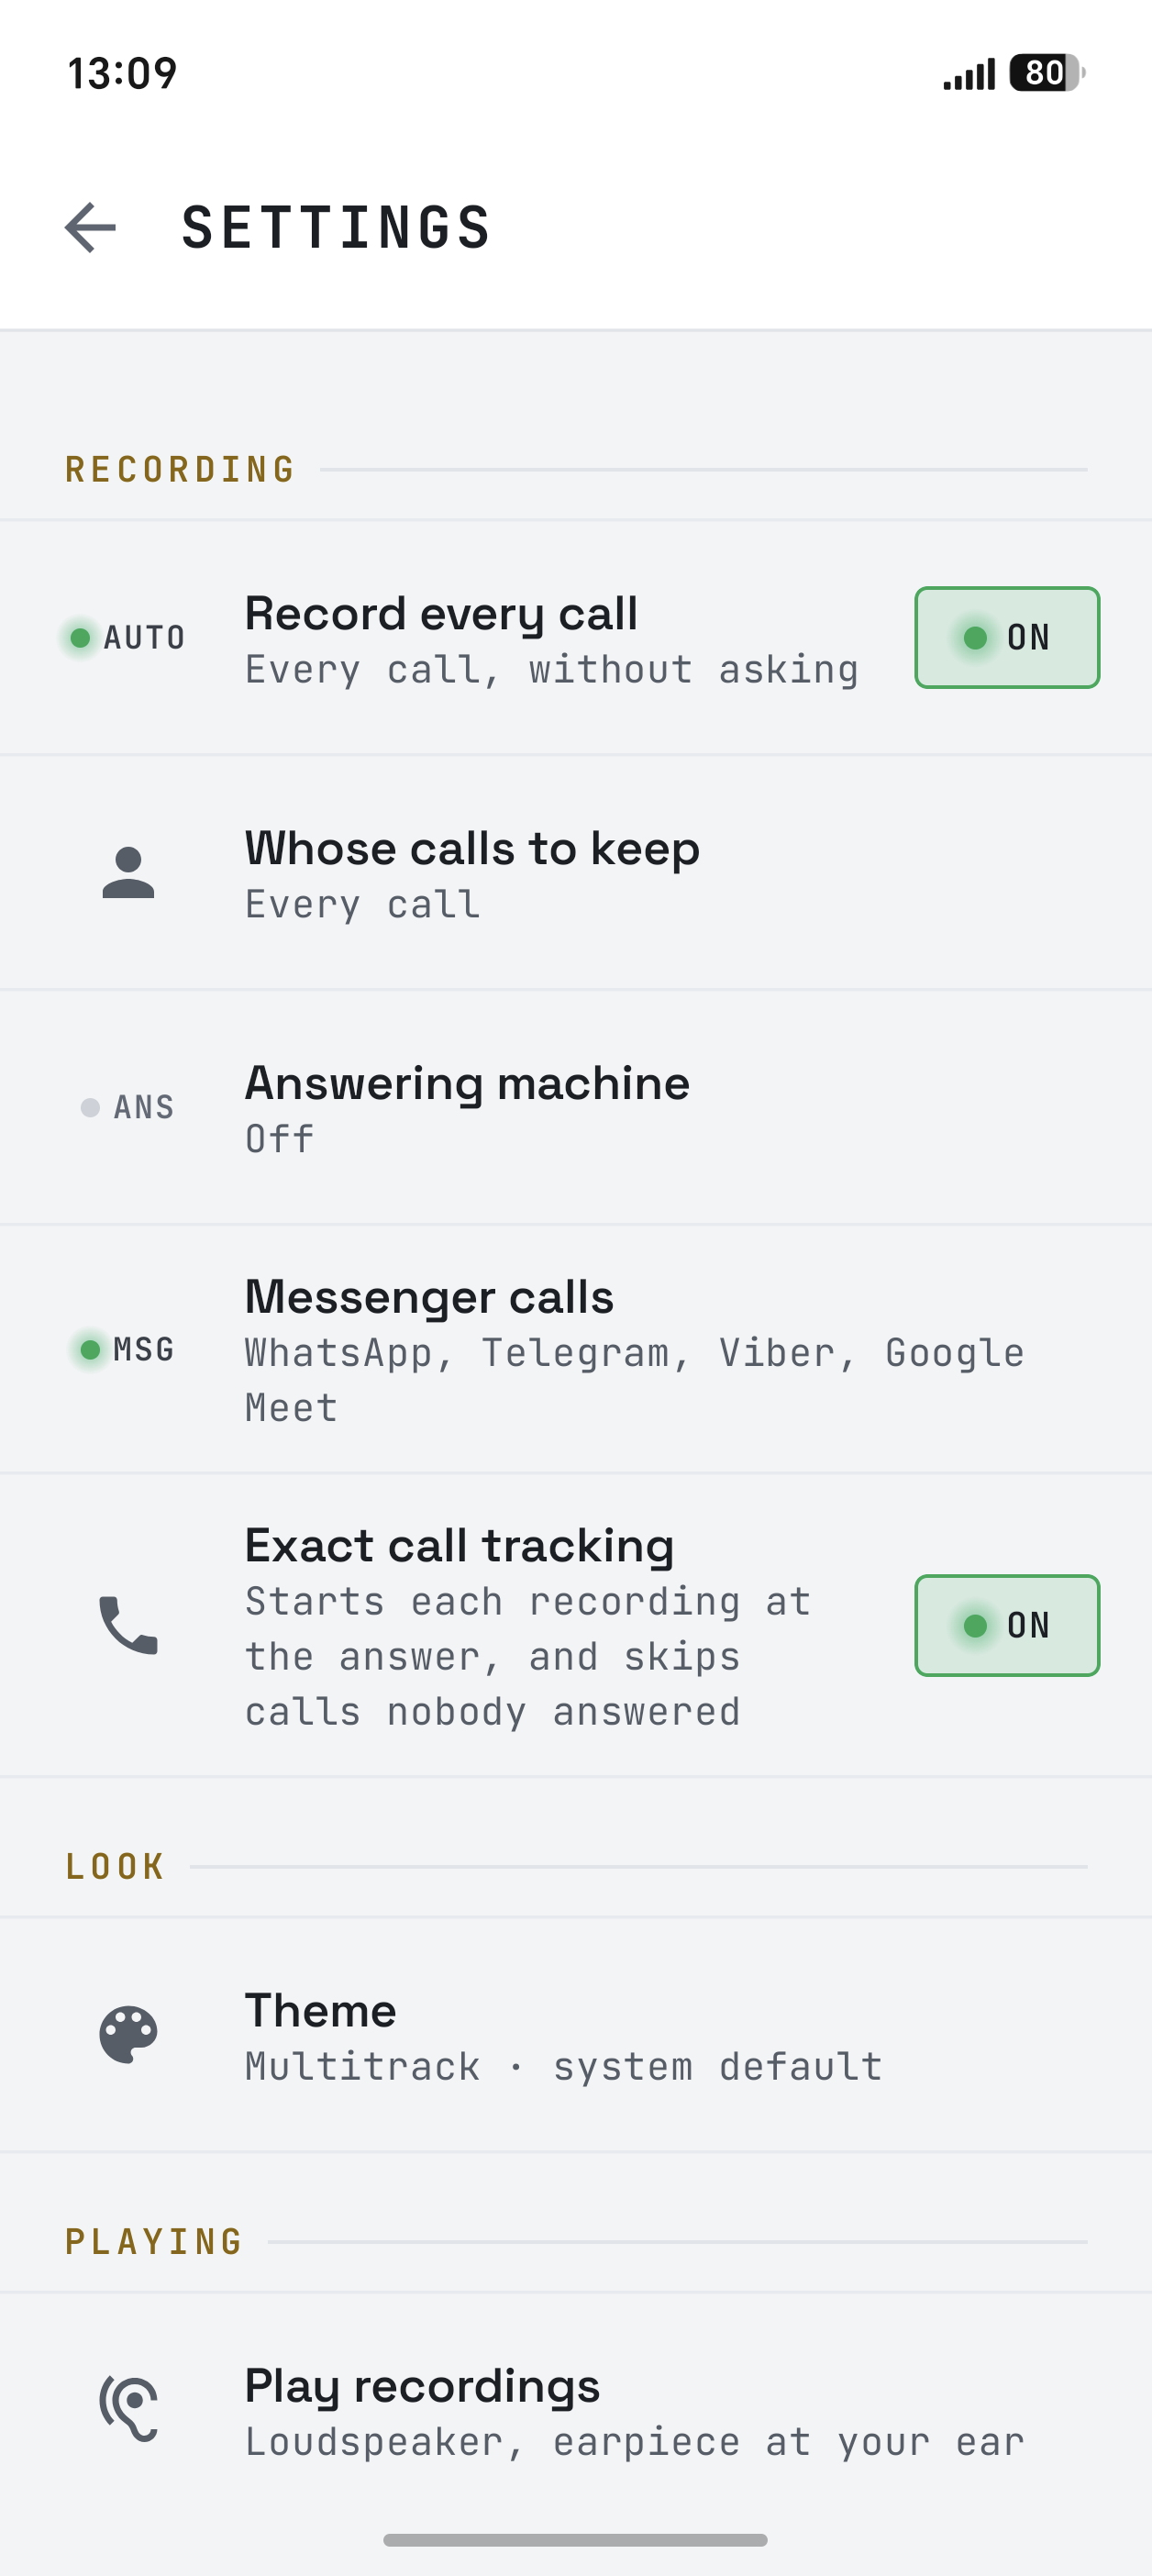 13:09
80
SETTINGS
RECORDING
AUTO
Record every call
Every call, without asking
ON
Whose calls to keep
Every call
ANS
Answering machine
Off
MSG
Messenger calls
WhatsApp, Telegram, Viber, Google
Meet
Exact call tracking
Starts each recording at
the answer, and skips
calls nobody answered
ON
LOOK
Theme
Multitrack · system default
PLAYING
Play recordings
Loudspeaker, earpiece at your ear